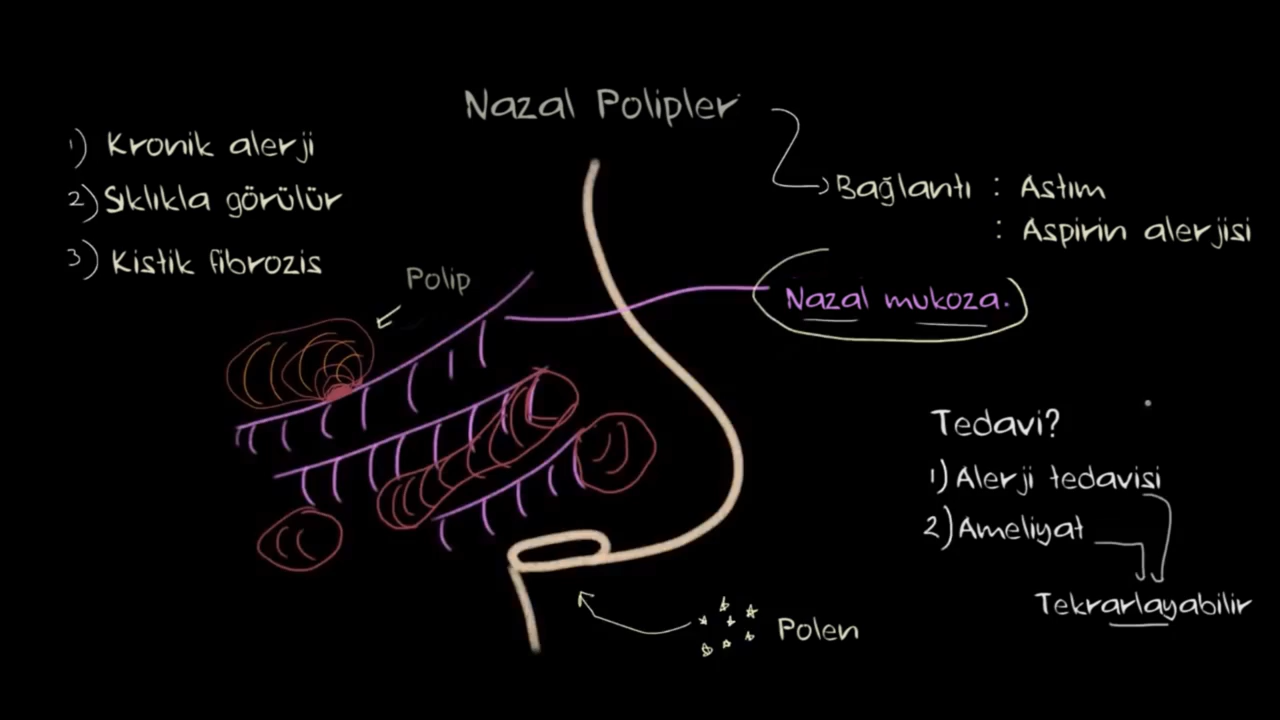 Nazal Polipler
1) Kronik alerji
2) Sıklıkla görülür
3) Kistik fibrozis
Bağlantı : Astım
: Aspirin alerjisi
Polip
Nazal mukoza.
Tedavi?
1) Alerji tedavisi
2) Ameliyat
Tekrarlayabilir
Polen